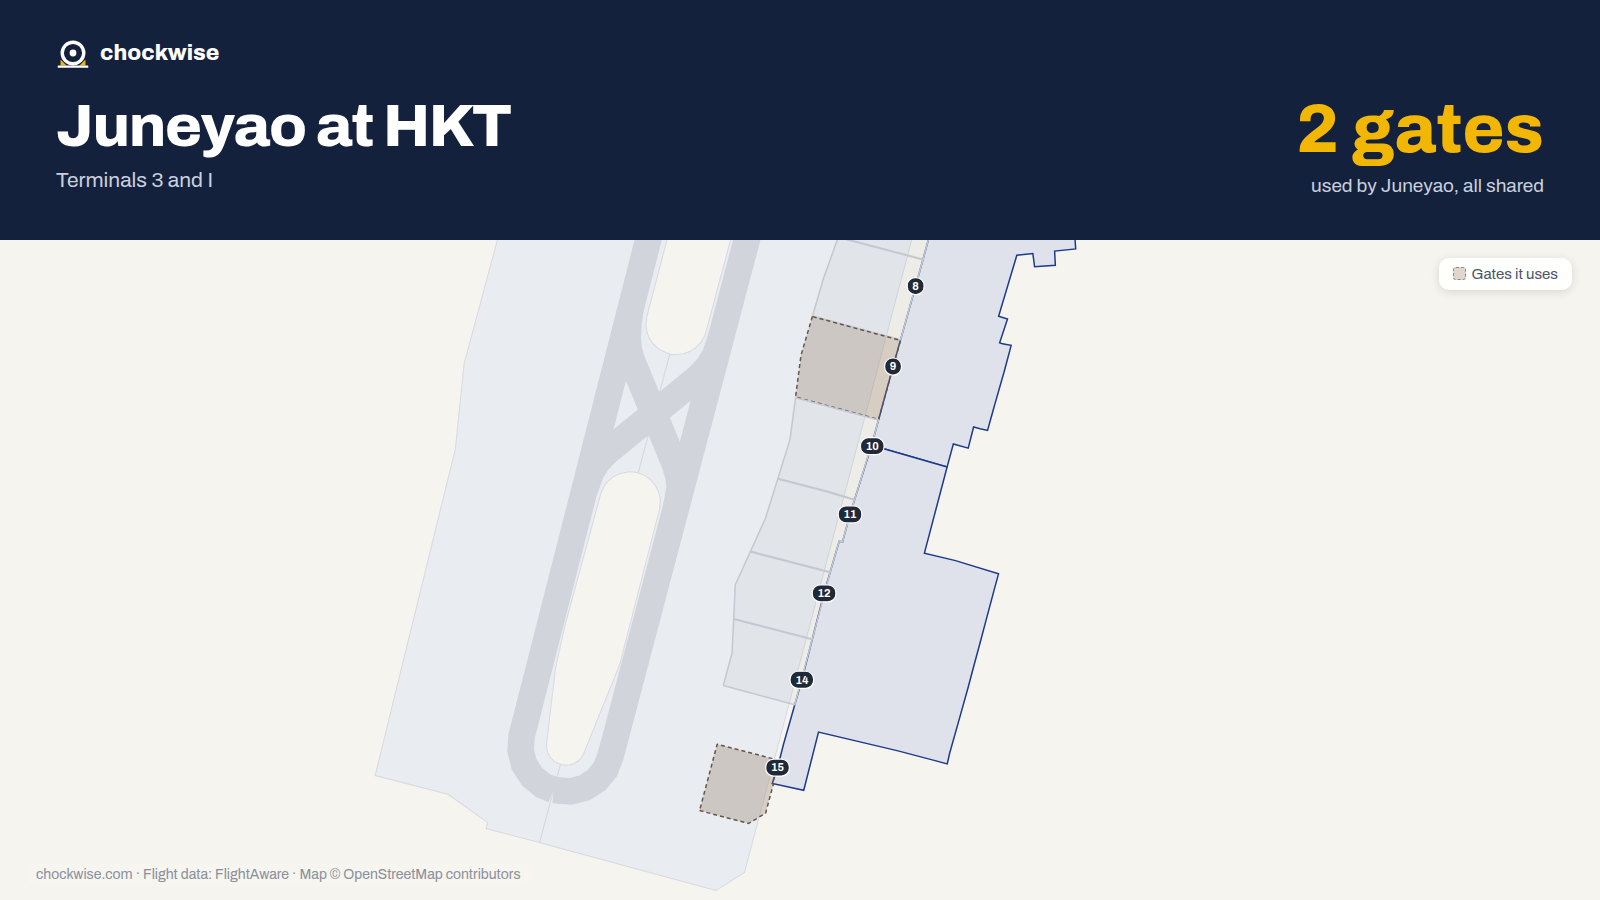 chockwise
Juneyao at HKT
Terminals 3 and I
2 gates
used by Juneyao, all shared
Gates it uses
8
9
10
11
12
14
15
chockwise.com · Flight data: FlightAware · Map © OpenStreetMap contributors